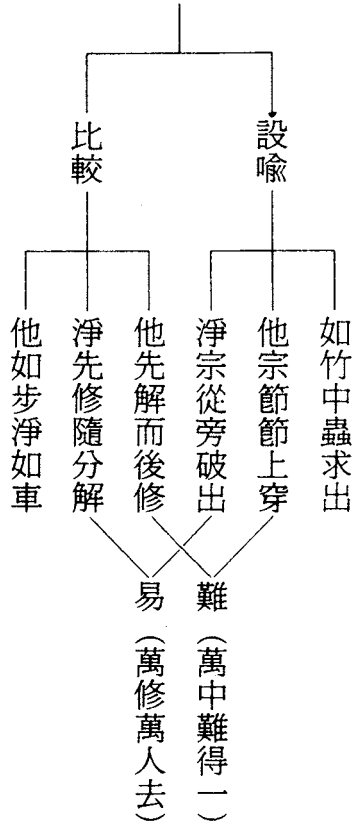 設喻
如竹中蟲求出
他宗節節上穿
淨宗從旁破出
比較
他先解而後修
淨先修隨分解
他如步淨如車
難（萬中難得一）
易（萬修萬人去）